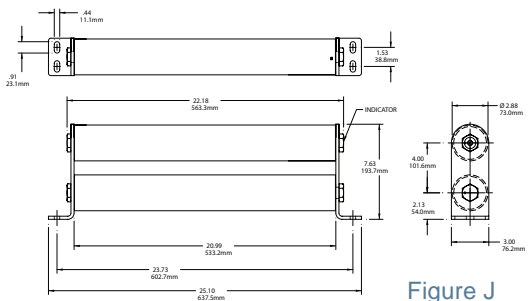 .44
11.1mm
.91
23.1mm
1.53
38.8mm
22.18
563.3mm
INDICATOR
Ø 2.88
73.0mm
7.63
193.7mm
4.00
101.6mm
2.13
54.0mm
20.99
533.2mm
23.73
602.7mm
3.00
76.2mm
25.10
637.5mm
Figure J